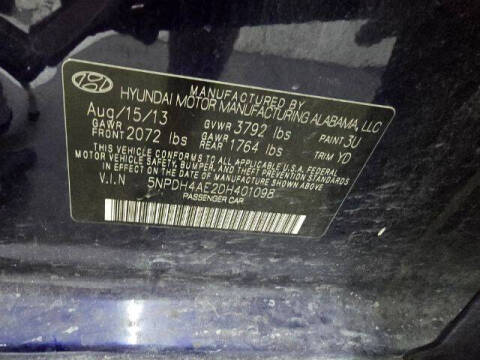 MANUFACTURED BY
HYUNDAI MOTOR MANUFACTURING ALABAMA, LLC
Aug/15/13 GVWR 3792 lbs PAINT 3U
GAWR FRONT 2072 lbs GAWR REAR 1764 lbs TRIM YD
THIS VEHICLE CONFORMS TO ALL APPLICABLE U.S.A. FEDERAL
MOTOR VEHICLE SAFETY, BUMPER, AND THEFT PREVENTION
STANDARDS IN EFFECT ON THE DATE OF MANUFACTURE SHOWN ABOVE.
V.I.N 5NPDH4AE2DH401098
PASSENGER CAR